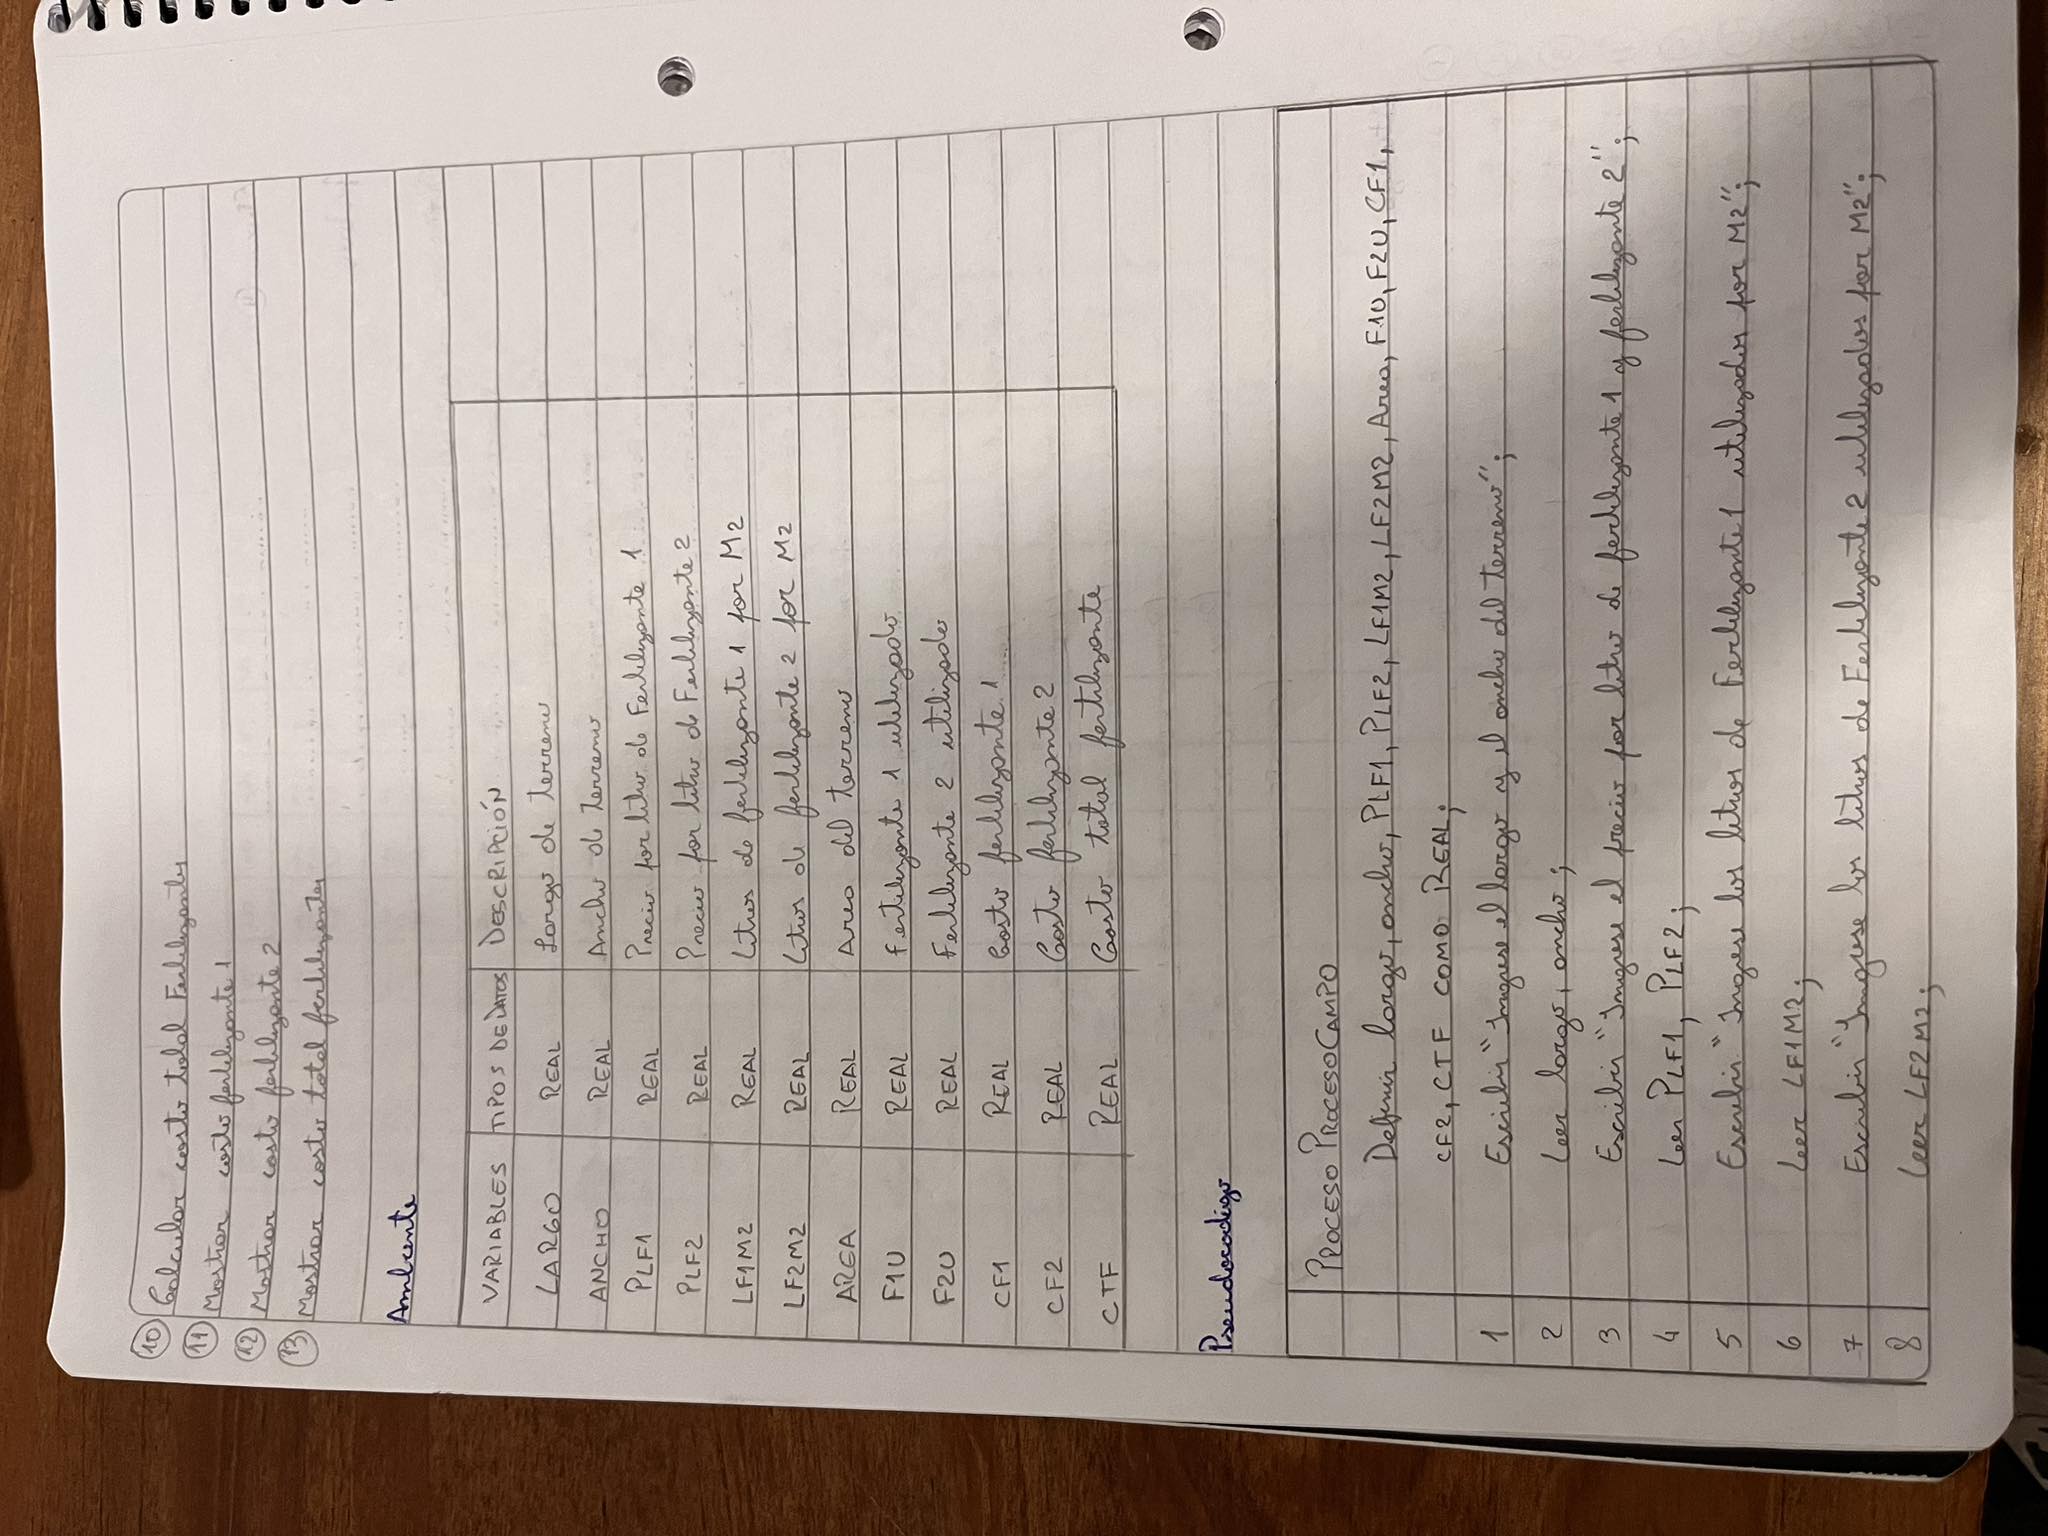 10 Calcular costo total Fertilizantes
11 Mostrar costo fertilizante 1
12 Mostrar costo fertilizante 2
13 Mostrar costo total fertilizantes
Ambiente
VARIABLES TIPOS DE DATOS DESCRIPCIÓN
LARGO REAL Largo de terreno
ANCHO REAL Ancho de terreno
PLF1 REAL Precio por litro de Fertilizante 1
PLF2 REAL Precio por litro de Fertilizante 2
LF1M2 REAL Litros de fertilizante 1 por M2
LF2M2 REAL Litros de fertilizante 2 por M2
AREA REAL Area del terreno
F1U REAL Fertilizante 1 utilizado
F2U REAL Fertilizante 2 utilizado
CF1 REAL Costo fertilizante 1
CF2 REAL Costo fertilizante 2
CTF REAL Costo total fertilizante
Pseudocodigo
PROCESO PROCESOCAMPO
Definir largo, ancho, PLF1, PLF2, LF1M2, LF2M2, Area, F1U, F2U, CF1,
CF2, CTF COMO REAL;
1 Escribir "Ingrese el largo y el ancho del terreno";
2 Leer largo, ancho;
3 Escribir "Ingrese el precio por litro de fertilizante 1 y fertilizante 2";
4 Leer PLF1, PLF2;
5 Escribir "Ingrese los litros de Fertilizante 1 utilizados por M2";
6 Leer LF1M2;
7 Escribir "Ingrese los litros de Fertilizante 2 utilizados por M2";
8 Leer LF2M2;